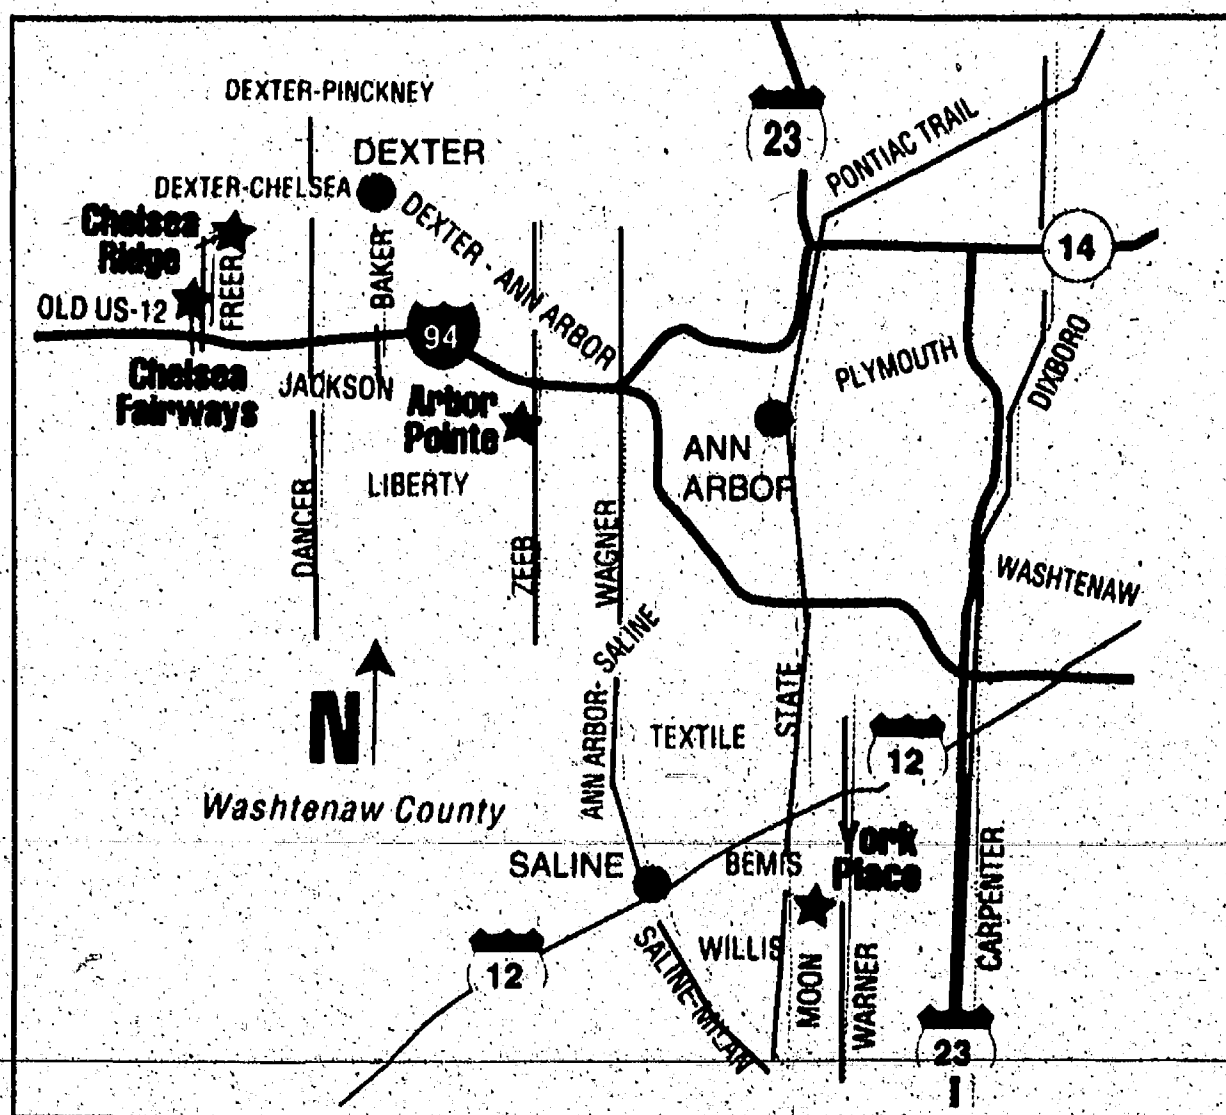 DEXTER-PINCKNEY
23
PONTIAC TRAIL
DEXTER
DEXTER-CHELSEA
Chelsea
Ridge
FREER
BAKER
DEXTER - ANN ARBOR
14
OLD US-12
94
PLYMOUTH
DIXBORO
Chelsea
Fairways
JACKSON
Arbor
Pointe
ANN
ARBOR
LIBERTY
DANCER
ZEEB
WAGNER
WASHTENAW
ANN ARBOR- SALINE
STATE
N
TEXTILE
12
Washtenaw County
York
Place
SALINE
BEMIS
CARPENTER
12
SALINE-MILAN
WILLIS
MOON
WARNER
23